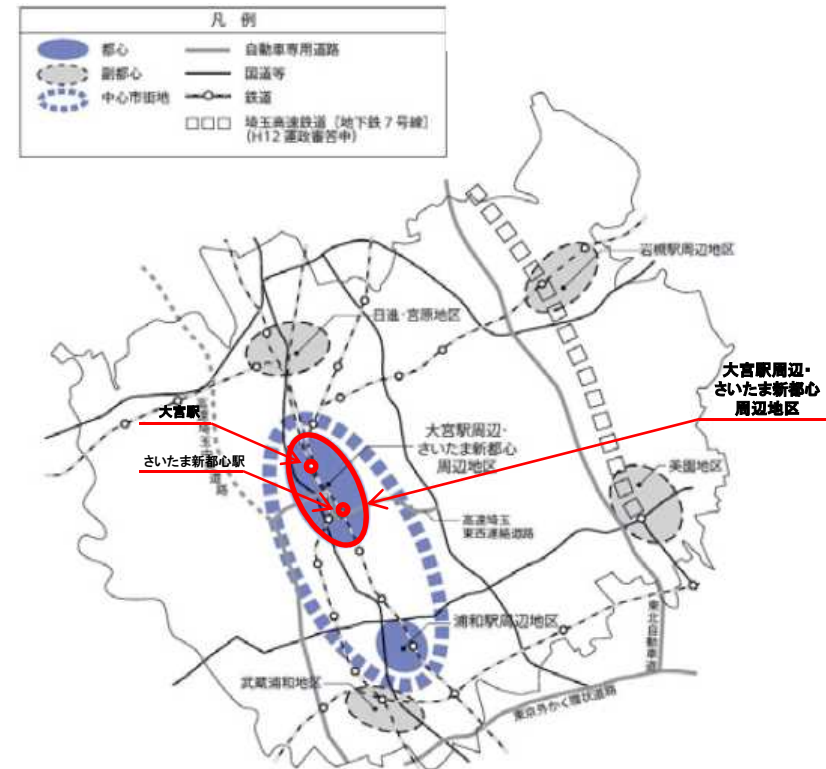 凡 例
都心
自動車専用道路
副都心
国道等
中心市街地
鉄道
埼玉高速鉄道［地下鉄7号線］
（H12 運政審答申）
岩槻駅周辺地区
日進・宮原地区
大宮駅周辺・
さいたま新都心
周辺地区
大宮駅
大宮駅周辺・
さいたま新都心
周辺地区
さいたま新都心駅
美園地区
高速埼玉
東西連絡道路
浦和駅周辺地区
東北自動車道
武蔵浦和地区
東京外かく環状道路